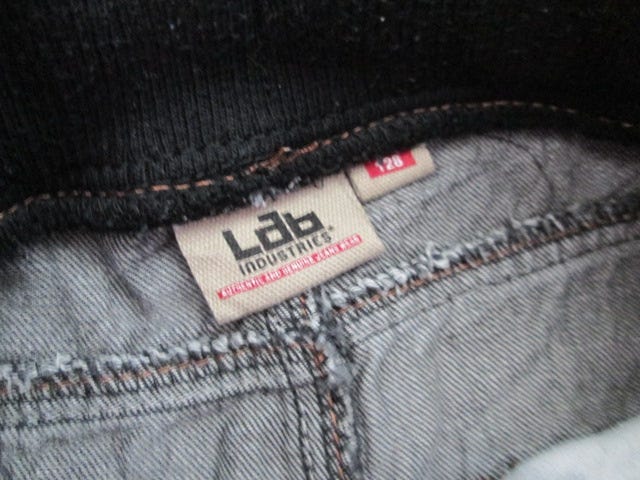 128
Lab®
INDUSTRIES
AUTHENTIC AND GENUINE JEANS WEAR